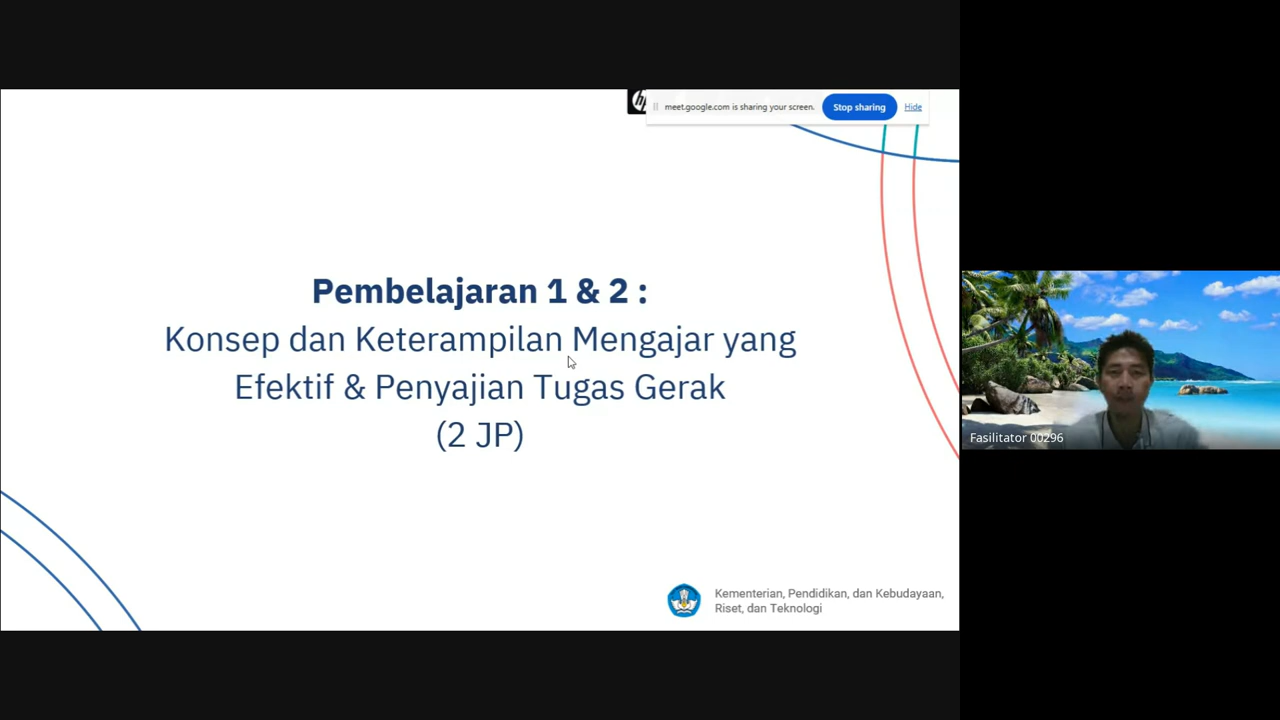 hp
meet.google.com is sharing your screen.
Stop sharing
Hide
Pembelajaran 1 & 2 :
Konsep dan Keterampilan Mengajar yang
Efektif & Penyajian Tugas Gerak
(2 JP)
Fasilitator 00296
Kementerian, Pendidikan, dan Kebudayaan,
Riset, dan Teknologi